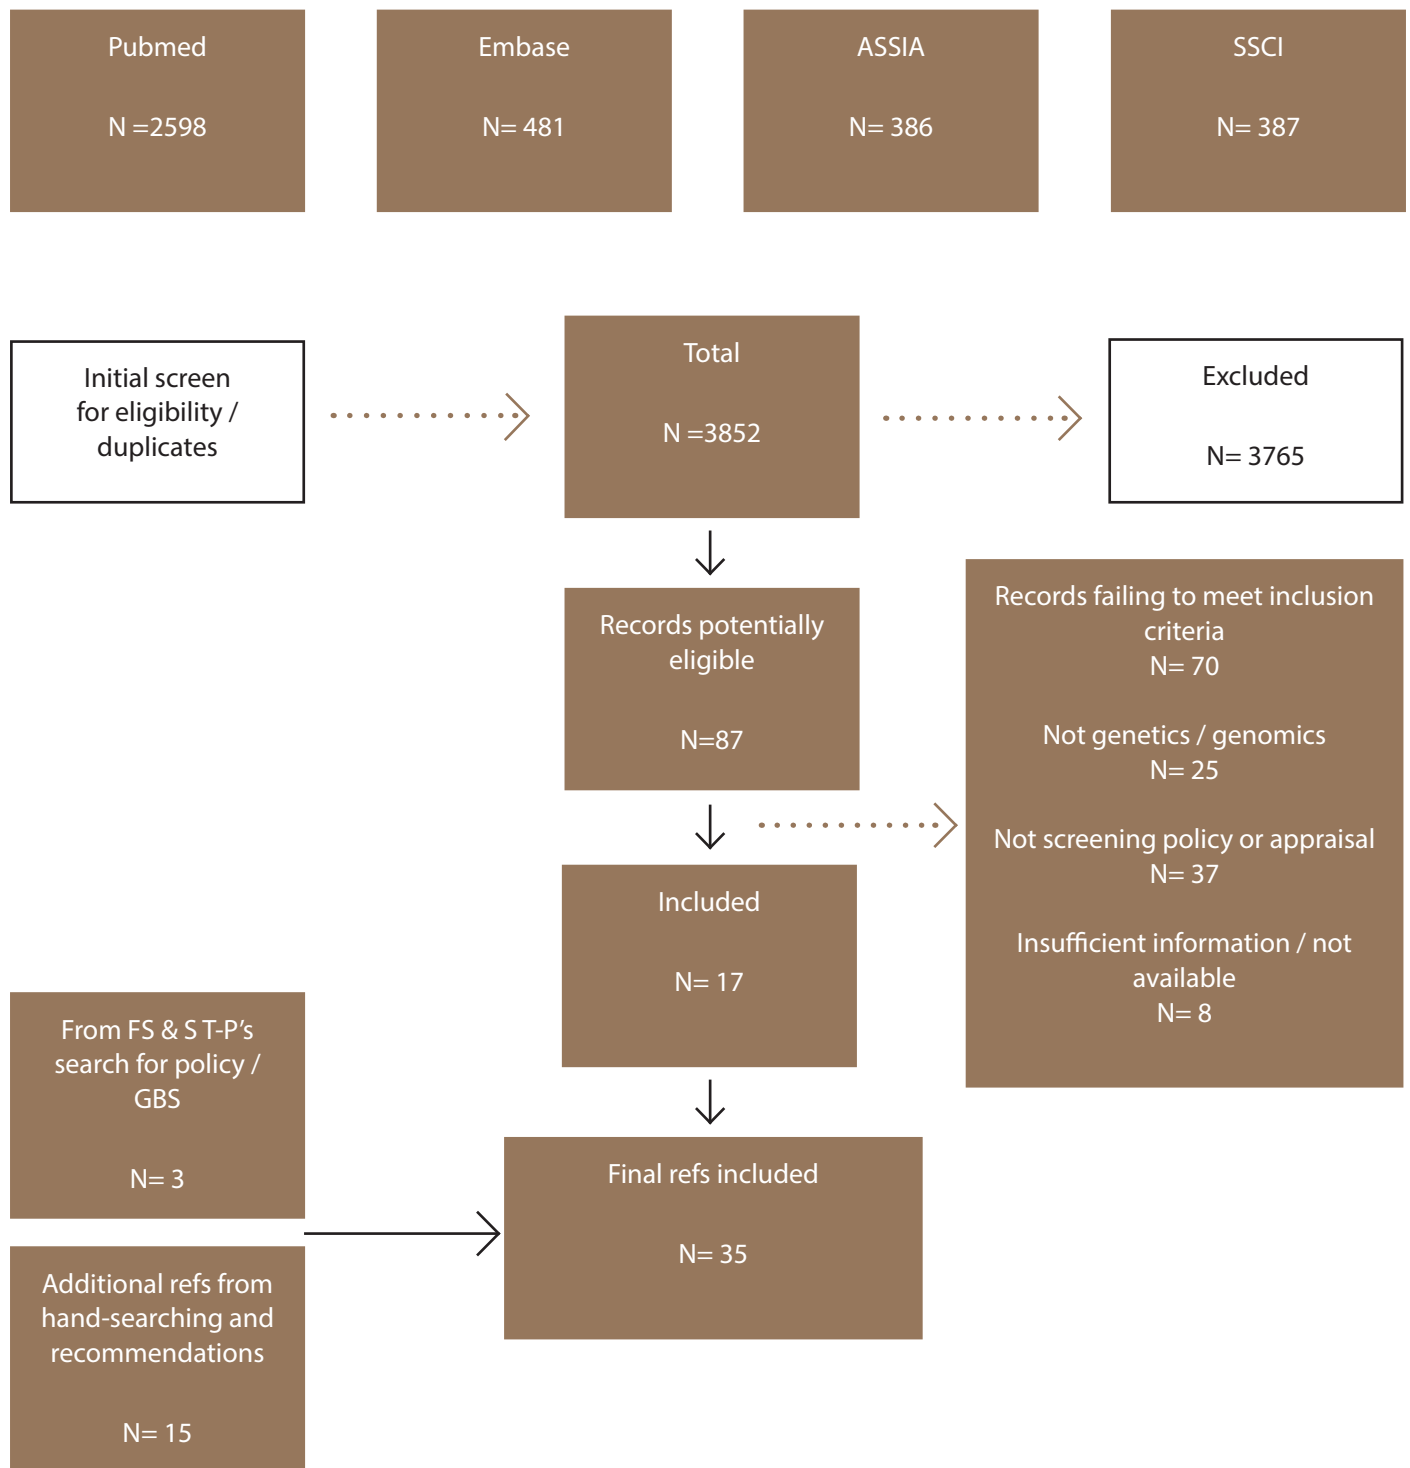 Pubmed
N =2598
Embase
N= 481
ASSIA
N= 386
SSCI
N= 387
Initial screen
for eligibility /
duplicates
Total
N =3852
Excluded
N= 3765
Records potentially
eligible
N=87
Records failing to meet inclusion
criteria
N= 70
Not genetics / genomics
N= 25
Not screening policy or appraisal
N= 37
Insufficient information / not
available
N= 8
Included
N= 17
From FS & S T-P’s
search for policy /
GBS
N= 3
Additional refs from
hand-searching and
recommendations
N= 15
Final refs included
N= 35